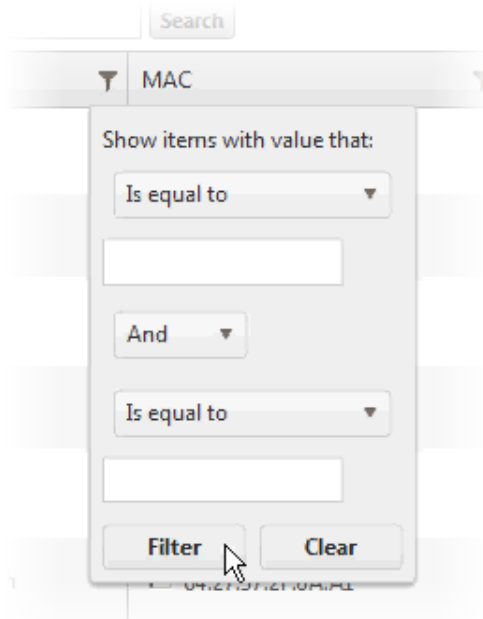 Search
MAC
Show items with value that:
Is equal to
And
Is equal to
Filter
Clear